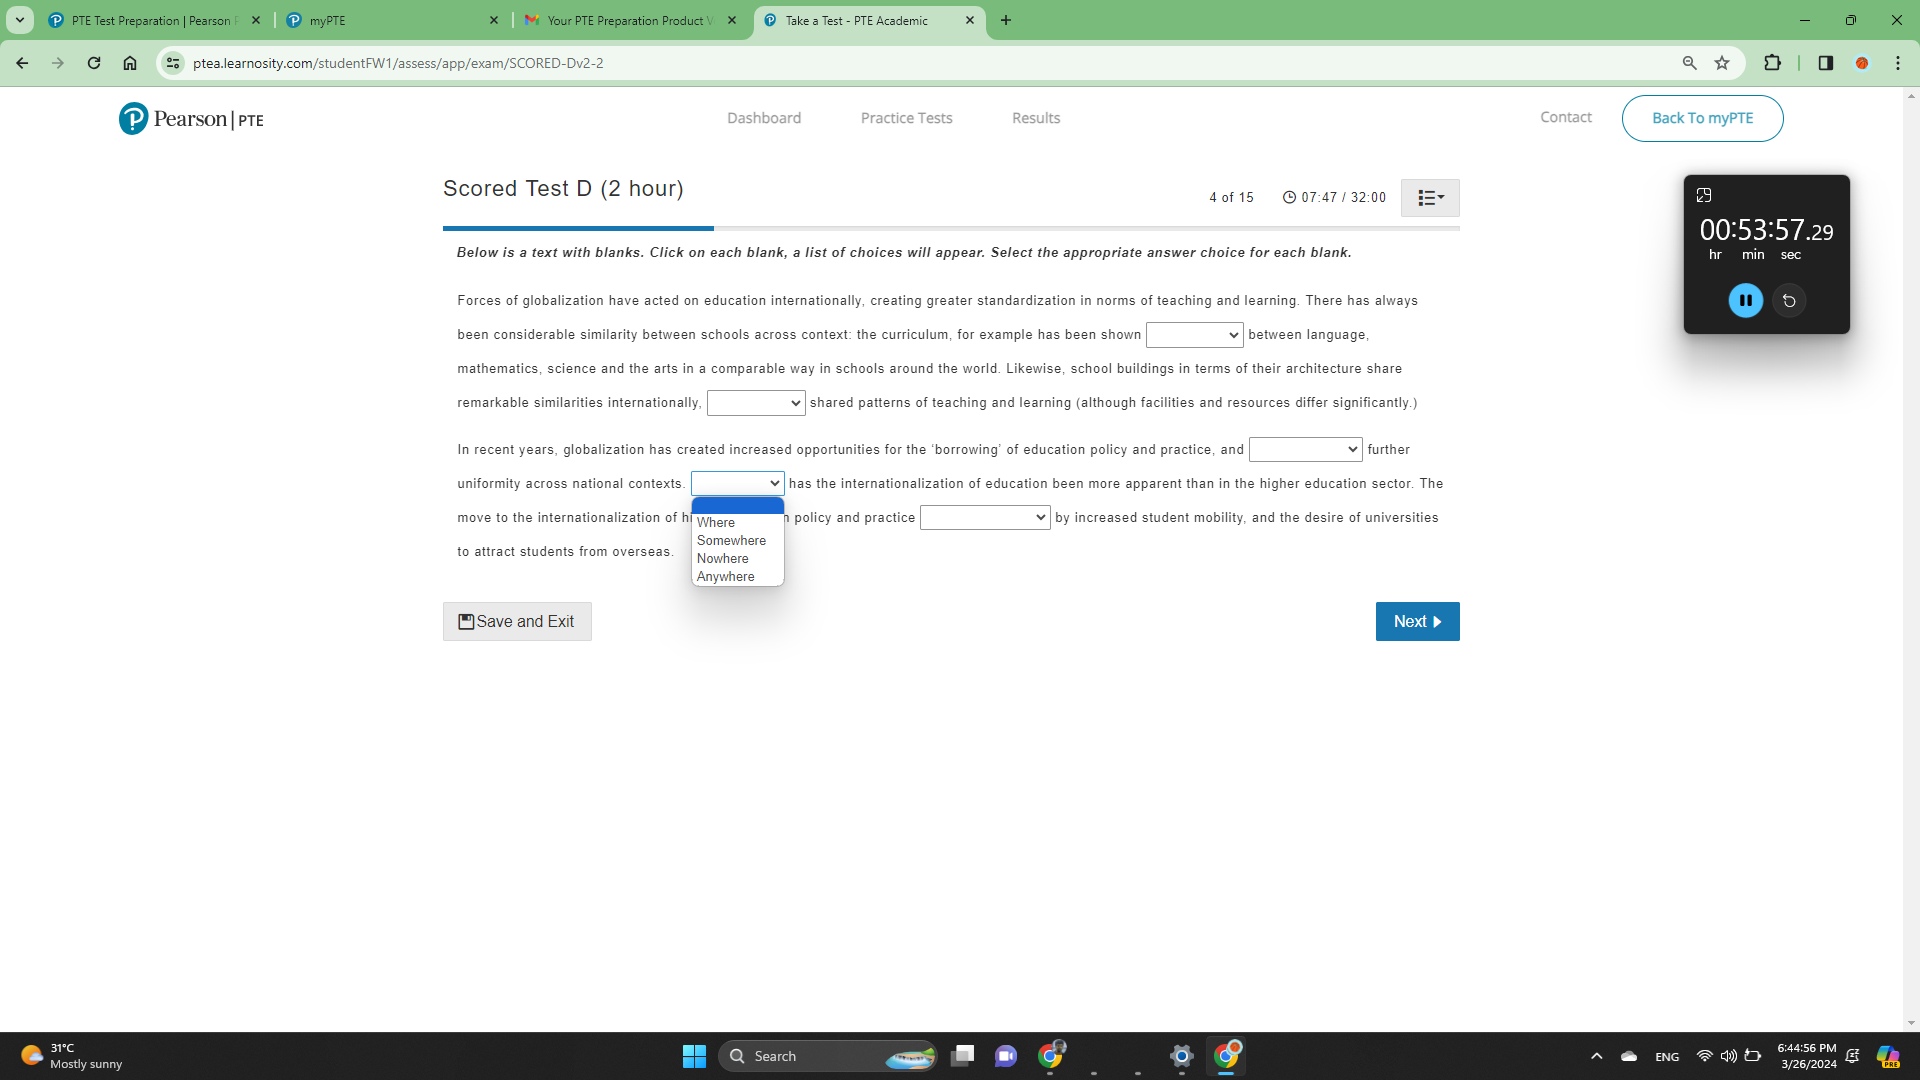 PTE Test Preparation | Pearson P
myPTE
Your PTE Preparation Product V
Take a Test - PTE Academic
ptea.learnosity.com/studentFW1/assess/app/exam/SCORED-Dv2-2
Pearson | PTE
Dashboard
Practice Tests
Results
Contact
Back To myPTE
Scored Test D (2 hour)
4 of 15
07:47 / 32:00
00:53:57.29
hr min sec
Below is a text with blanks. Click on each blank, a list of choices will appear. Select the appropriate answer choice for each blank.
Forces of globalization have acted on education internationally, creating greater standardization in norms of teaching and learning. There has always
been considerable similarity between schools across context: the curriculum, for example has been shown between language,
mathematics, science and the arts in a comparable way in schools around the world. Likewise, school buildings in terms of their architecture share
remarkable similarities internationally, shared patterns of teaching and learning (although facilities and resources differ significantly.)
In recent years, globalization has created increased opportunities for the ‘borrowing’ of education policy and practice, and further
uniformity across national contexts. has the internationalization of education been more apparent than in the higher education sector. The
move to the internationalization of hi n policy and practice by increased student mobility, and the desire of universities
to attract students from overseas.
Where
Somewhere
Nowhere
Anywhere
Save and Exit
Next
31°C
Mostly sunny
Search
ENG
6:44:56 PM
3/26/2024
PRE